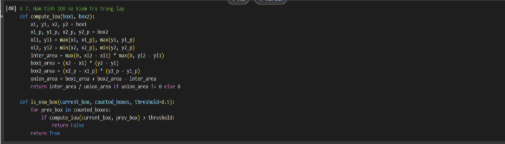 [40] # 7. Hàm tính IOU và kiểm tra trùng lặp
def compute_iou(box1, box2):
x1, y1, x2, y2 = box1
x1_p, y1_p, x2_p, y2_p = box2
xi1, yi1 = max(x1, x1_p), max(y1, y1_p)
xi2, yi2 = min(x2, x2_p), min(y2, y2_p)
inter_area = max(0, xi2 - xi1) * max(0, yi2 - yi1)
box1_area = (x2 - x1) * (y2 - y1)
box2_area = (x2_p - x1_p) * (y2_p - y1_p)
union_area = box1_area + box2_area - inter_area
return inter_area / union_area if union_area != 0 else 0
def is_new_box(current_box, counted_boxes, threshold=0.5):
for prev_box in counted_boxes:
if compute_iou(current_box, prev_box) > threshold:
return False
return True